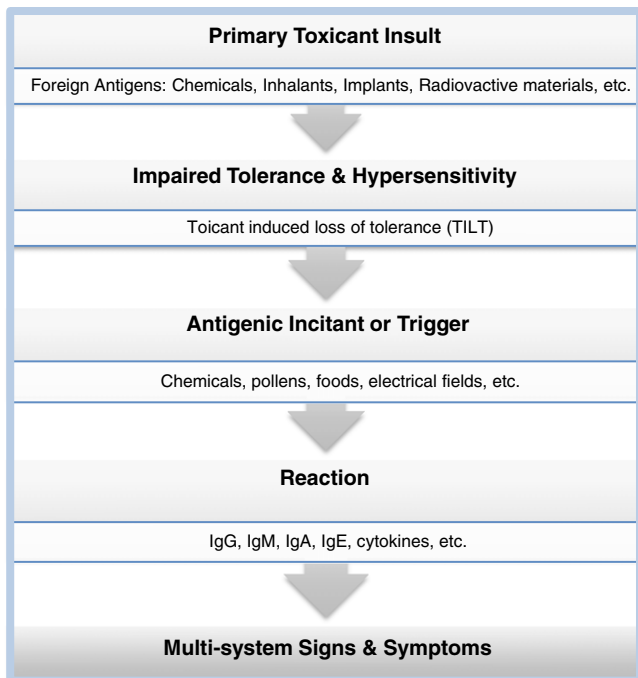 Primary Toxicant Insult
Foreign Antigens: Chemicals, Inhalants, Implants, Radiovactive materials, etc.
Impaired Tolerance & Hypersensitivity
Toicant induced loss of tolerance (TILT)
Antigenic Incitant or Trigger
Chemicals, pollens, foods, electrical fields, etc.
Reaction
IgG, IgM, IgA, IgE, cytokines, etc.
Multi-system Signs & Symptoms